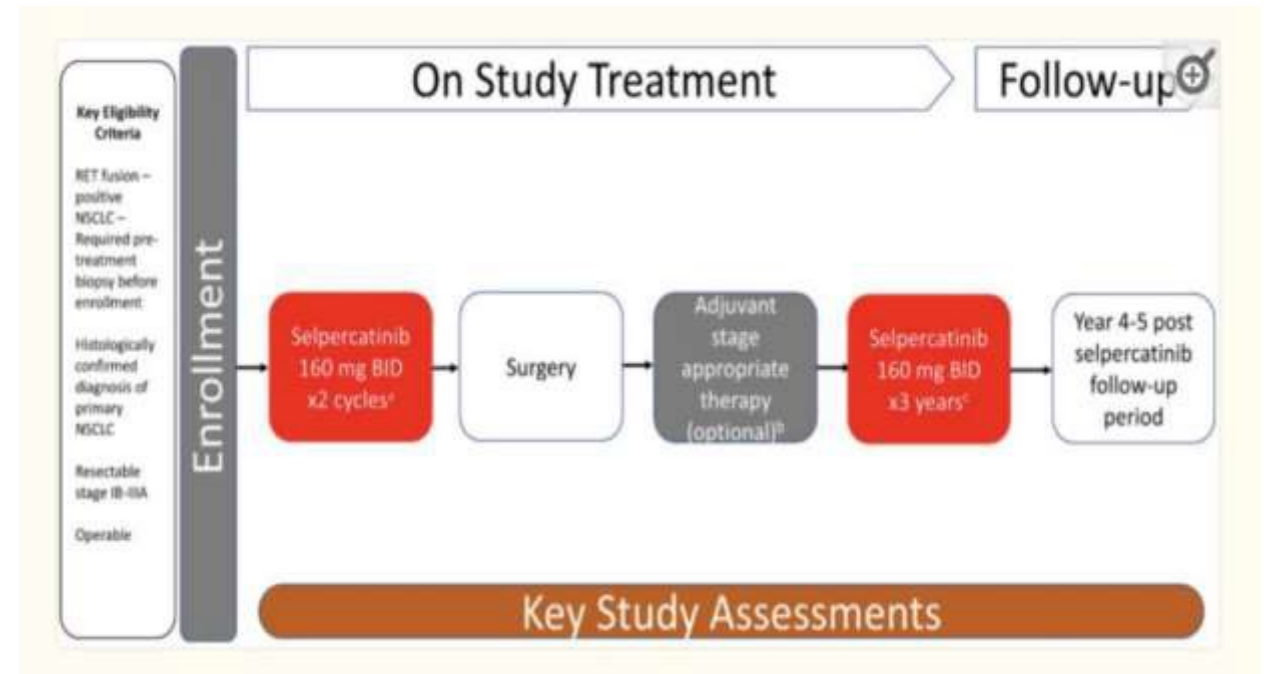 On Study Treatment
Follow-up
Key Eligibility
Criteria
RET fusion –
positive
NSCLC –
Required pre-
treatment
biopsy before
enrollment
Histologically
confirmed
diagnosis of
primary
NSCLC
Resectable
stage IB-IIIA
Operable
Enrollment
Selpercatinib
160 mg BID
x2 cyclesᵃ
Surgery
Adjuvant
stage
appropriate
therapy
(optional)ᵇ
Selpercatinib
160 mg BID
x3 yearsᶜ
Year 4-5 post
selpercatinib
follow-up
period
Key Study Assessments